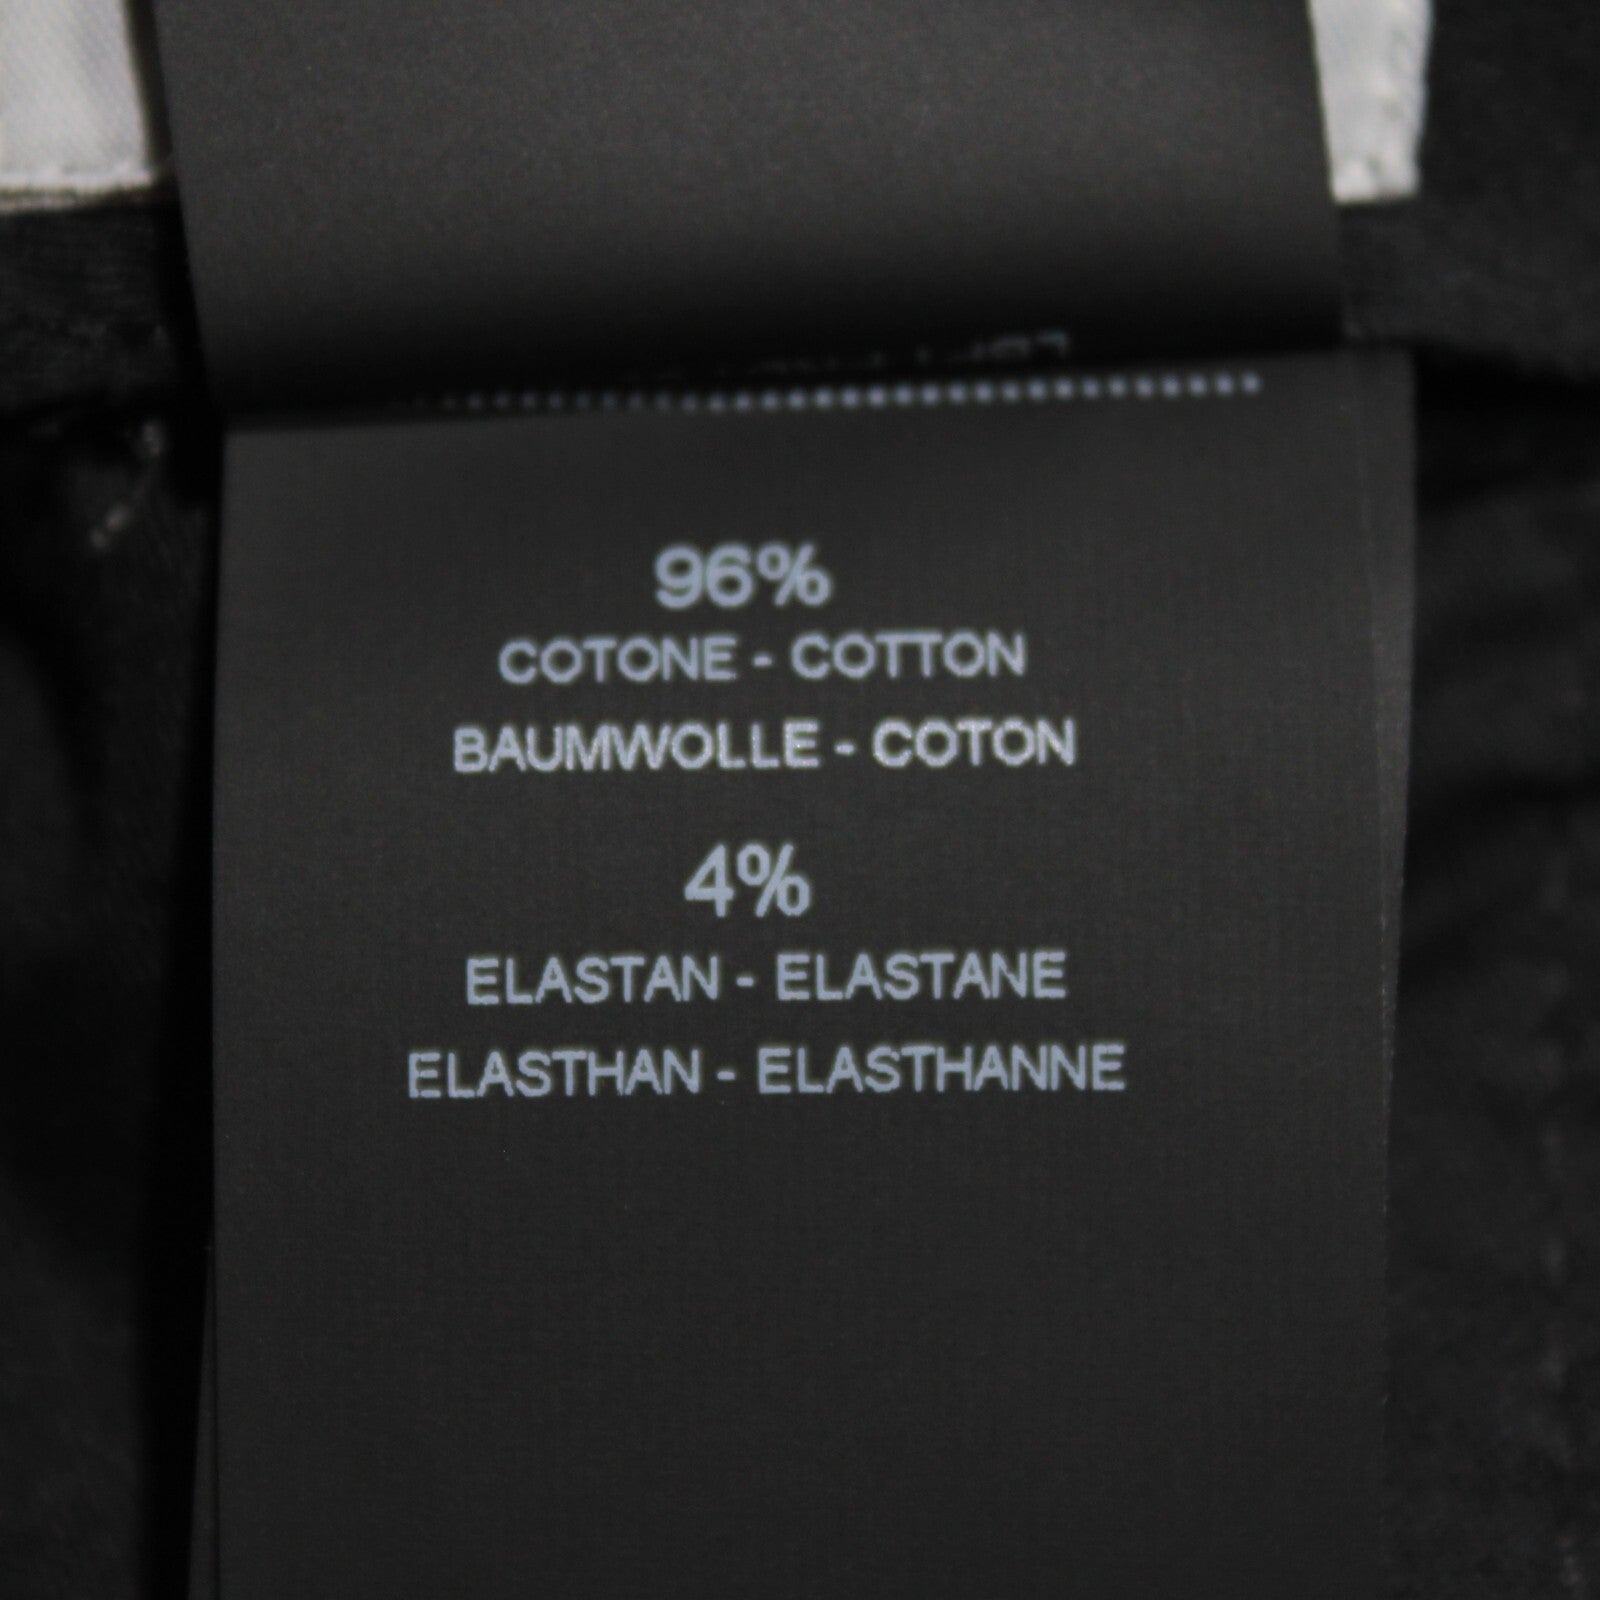 96%
COTONE - COTTON
BAUMWOLLE - COTON
4%
ELASTAN - ELASTANE
ELASTHAN - ELASTHANNE